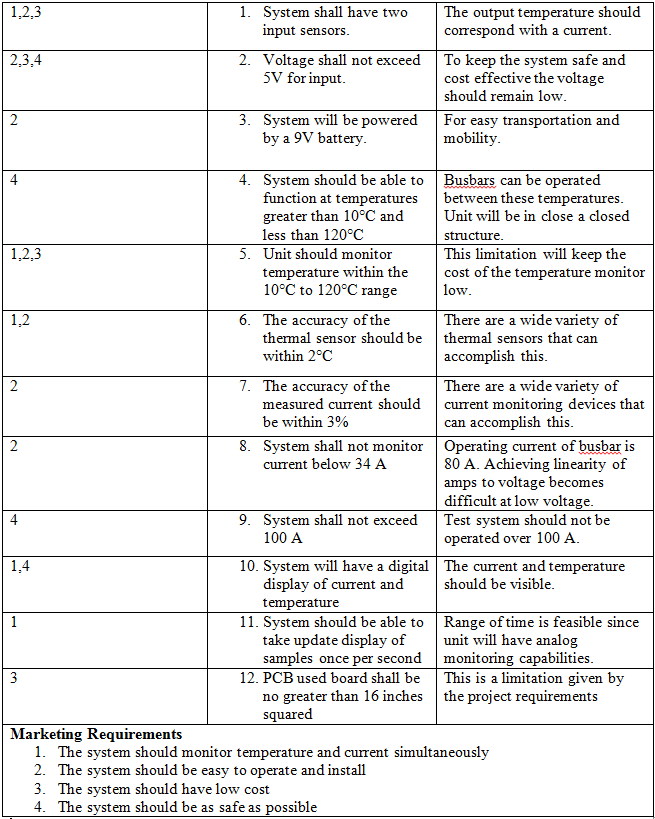 1,2,3
1. System shall have two
input sensors.
The output temperature should
correspond with a current.
2,3,4
2. Voltage shall not exceed
5V for input.
To keep the system safe and
cost effective the voltage
should remain low.
2
3. System will be powered
by a 9V battery.
For easy transportation and
mobility.
4
4. System should be able to
function at temperatures
greater than 10°C and
less than 120°C
Busbars can be operated
between these temperatures.
Unit will be in close a closed
structure.
1,2,3
5. Unit should monitor
temperature within the
10°C to 120°C range
This limitation will keep the
cost of the temperature monitor
low.
1,2
6. The accuracy of the
thermal sensor should be
within 2°C
There are a wide variety of
thermal sensors that can
accomplish this.
2
7. The accuracy of the
measured current should
be within 3%
There are a wide variety of
current monitoring devices that
can accomplish this.
2
8. System shall not monitor
current below 34 A
Operating current of busbar is
80 A. Achieving linearity of
amps to voltage becomes
difficult at low voltage.
4
9. System shall not exceed
100 A
Test system should not be
operated over 100 A.
1,4
10. System will have a digital
display of current and
temperature
The current and temperature
should be visible.
1
11. System should be able to
take update display of
samples once per second
Range of time is feasible since
unit will have analog
monitoring capabilities.
3
12. PCB used board shall be
no greater than 16 inches
squared
This is a limitation given by
the project requirements
Marketing Requirements
1. The system should monitor temperature and current simultaneously
2. The system should be easy to operate and install
3. The system should have low cost
4. The system should be as safe as possible